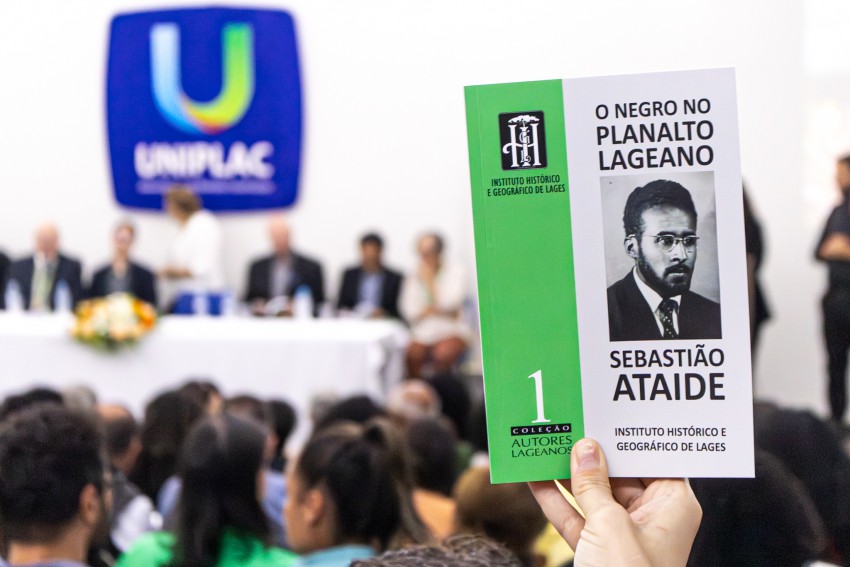 UNIPLAC
INSTITUTO HISTÓRICO
E GEOGRÁFICO DE LAGES
O NEGRO NO
PLANALTO
LAGEANO
SEBASTIÃO
ATAIDE
INSTITUTO HISTÓRICO E
GEOGRÁFICO DE LAGES
1
COLEÇÃO
AUTORES
LAGEANOS